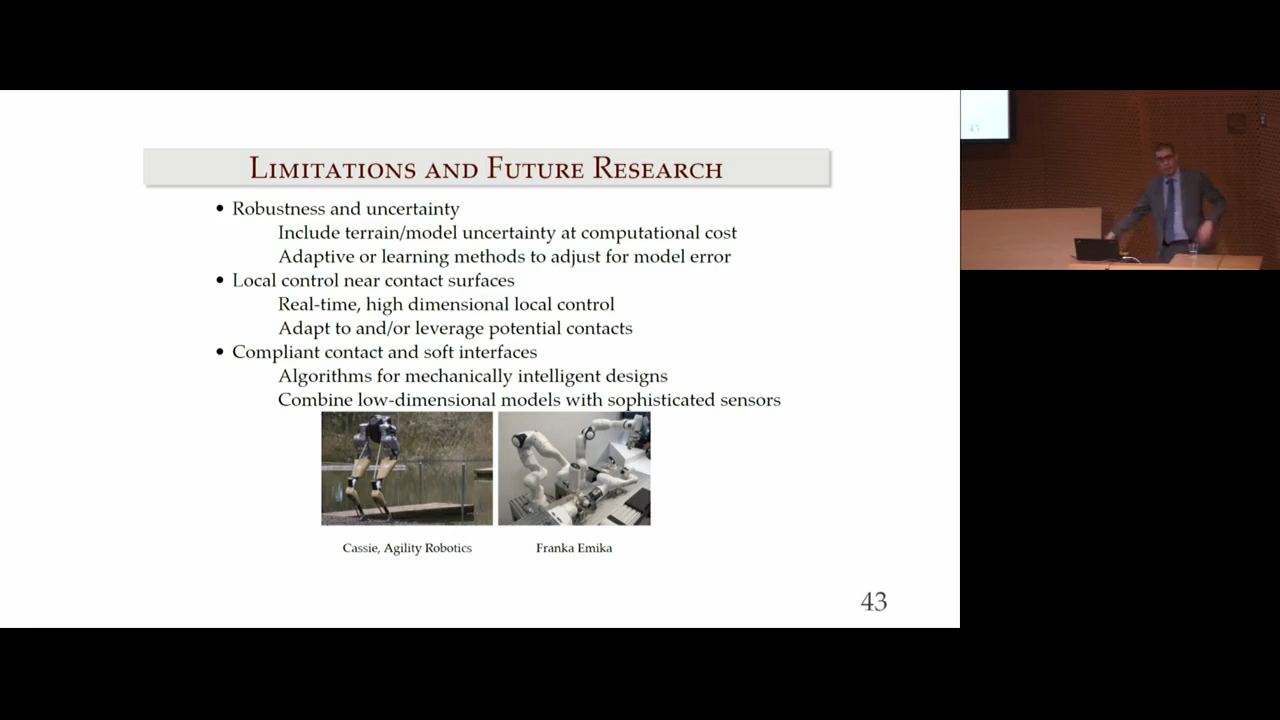 LIMITATIONS AND FUTURE RESEARCH
• Robustness and uncertainty
Include terrain/model uncertainty at computational cost
Adaptive or learning methods to adjust for model error
• Local control near contact surfaces
Real-time, high dimensional local control
Adapt to and/or leverage potential contacts
• Compliant contact and soft interfaces
Algorithms for mechanically intelligent designs
Combine low-dimensional models with sophisticated sensors
Cassie, Agility Robotics
Franka Emika
43
43